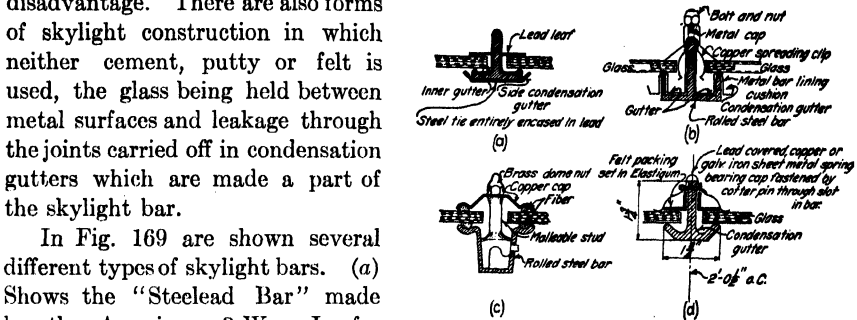 disadvantage. There are also forms
of skylight construction in which
neither cement, putty or felt is
used, the glass being held between
metal surfaces and leakage through
the joints carried off in condensation
gutters which are made a part of
the skylight bar.
In Fig. 169 are shown several
different types of skylight bars. (a)
Shows the "Steelead Bar" made
Lead leaf
Inner gutter
Side condensation
gutter
Steel tie entirely encased in lead
(a)
Bolt and nut
Metal cap
Copper spreading clip
Glass
Glass
Metal bar lining
cushion
Gutter
Condensation gutter
Rolled steel bar
(b)
Brass dome nut
Copper cap
Fiber
Malleable stud
Rolled steel bar
(c)
Felt packing
set in Elastigum
Lead covered, copper or
galv. iron sheet metal spring
bearing cap fastened by
cotter pin through slot
in bar.
Glass
Condensation
gutter
2'-0½" o.C.
(d)